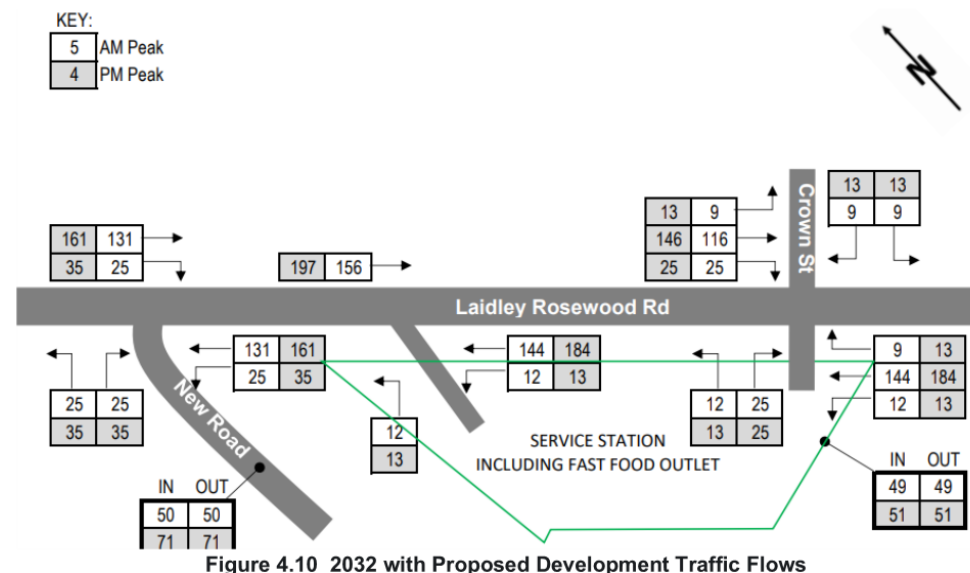 KEY:
5 AM Peak
4 PM Peak
N
13 13
9 9
Crown St
13 9
146 116
25 25
161 131
35 25
197 156
Laidley Rosewood Rd
131 161
25 35
144 184
12 13
9 13
144 184
12 13
New Road
25 25
35 35
12
13
12 25
13 25
SERVICE STATION
INCLUDING FAST FOOD OUTLET
IN OUT
49 49
51 51
IN OUT
50 50
71 71
Figure 4.10 2032 with Proposed Development Traffic Flows